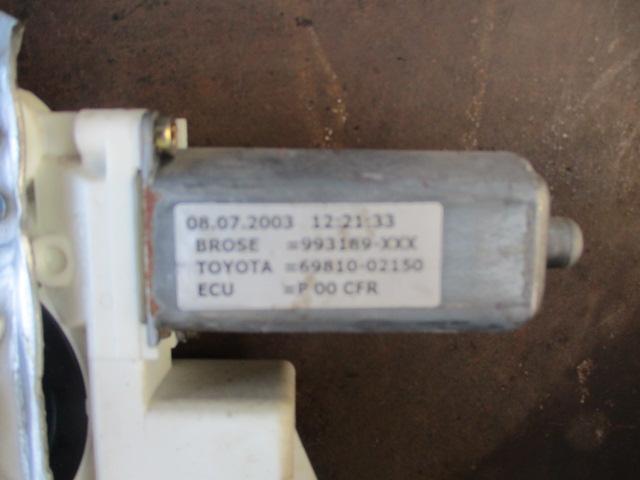 08.07.2003 12:21:33
BROSE =993189-XXX
TOYOTA =69810-02150
ECU =P 00 CFR